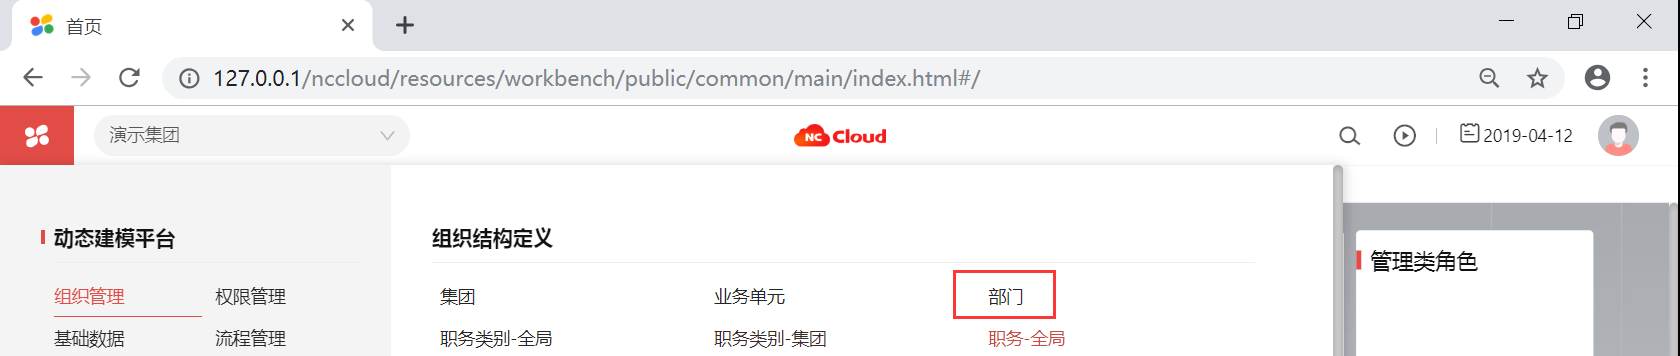 首页
127.0.0.1/nccloud/resources/workbench/public/common/main/index.html#/
演示集团
NC Cloud
2019-04-12
动态建模平台
组织结构定义
管理类角色
组织管理 权限管理 集团 业务单元 部门
基础数据 流程管理 职务类别-全局 职务类别-集团 职务-全局